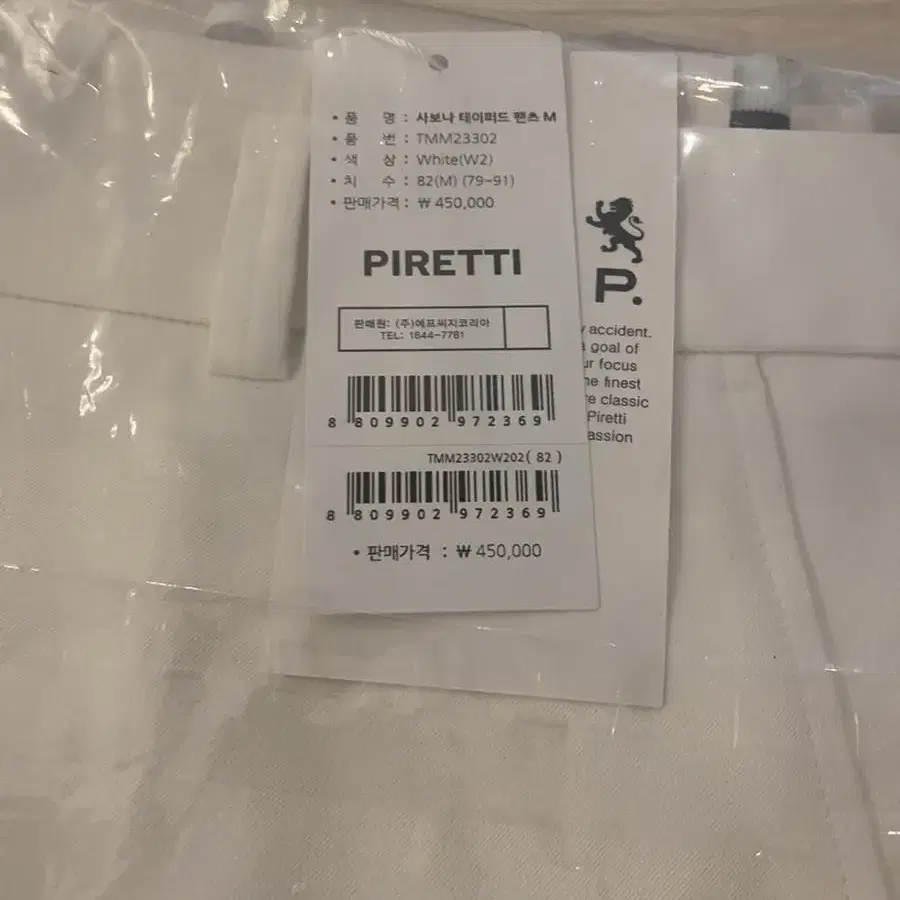 • 품 명 : 사보나 테이퍼드 팬츠 M
• 품 번 : TMM23302
• 색 상 : White(W2)
• 치 수 : 82(M) (79-91)
• 판매가격 : ₩ 450,000
PIRETTI
판매원: (주)에프씨지코리아
TEL: 1644-7781
8 809902 972369
TMM23302W202( 82 )
8 809902 972369
• 판매가격 : ₩ 450,000
P.
accident.
goal of
focus
finest
classic
Piretti